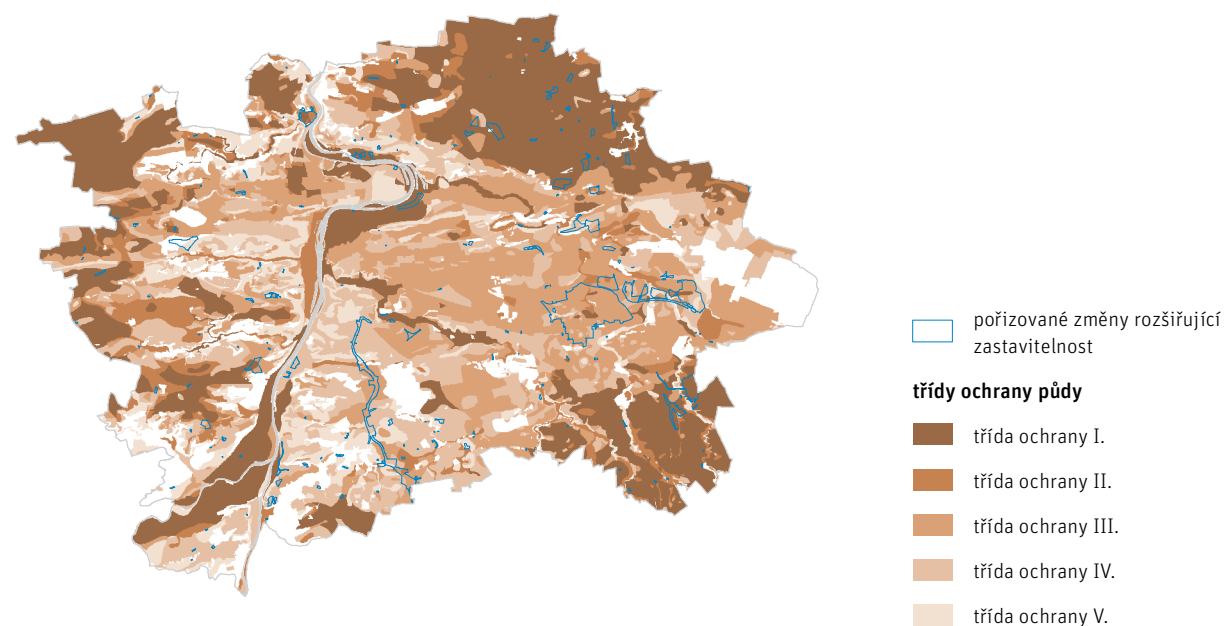 pořizované změny rozšiřující
zastavitelnost
třídy ochrany půdy
třída ochrany I.
třída ochrany II.
třída ochrany III.
třída ochrany IV.
třída ochrany V.